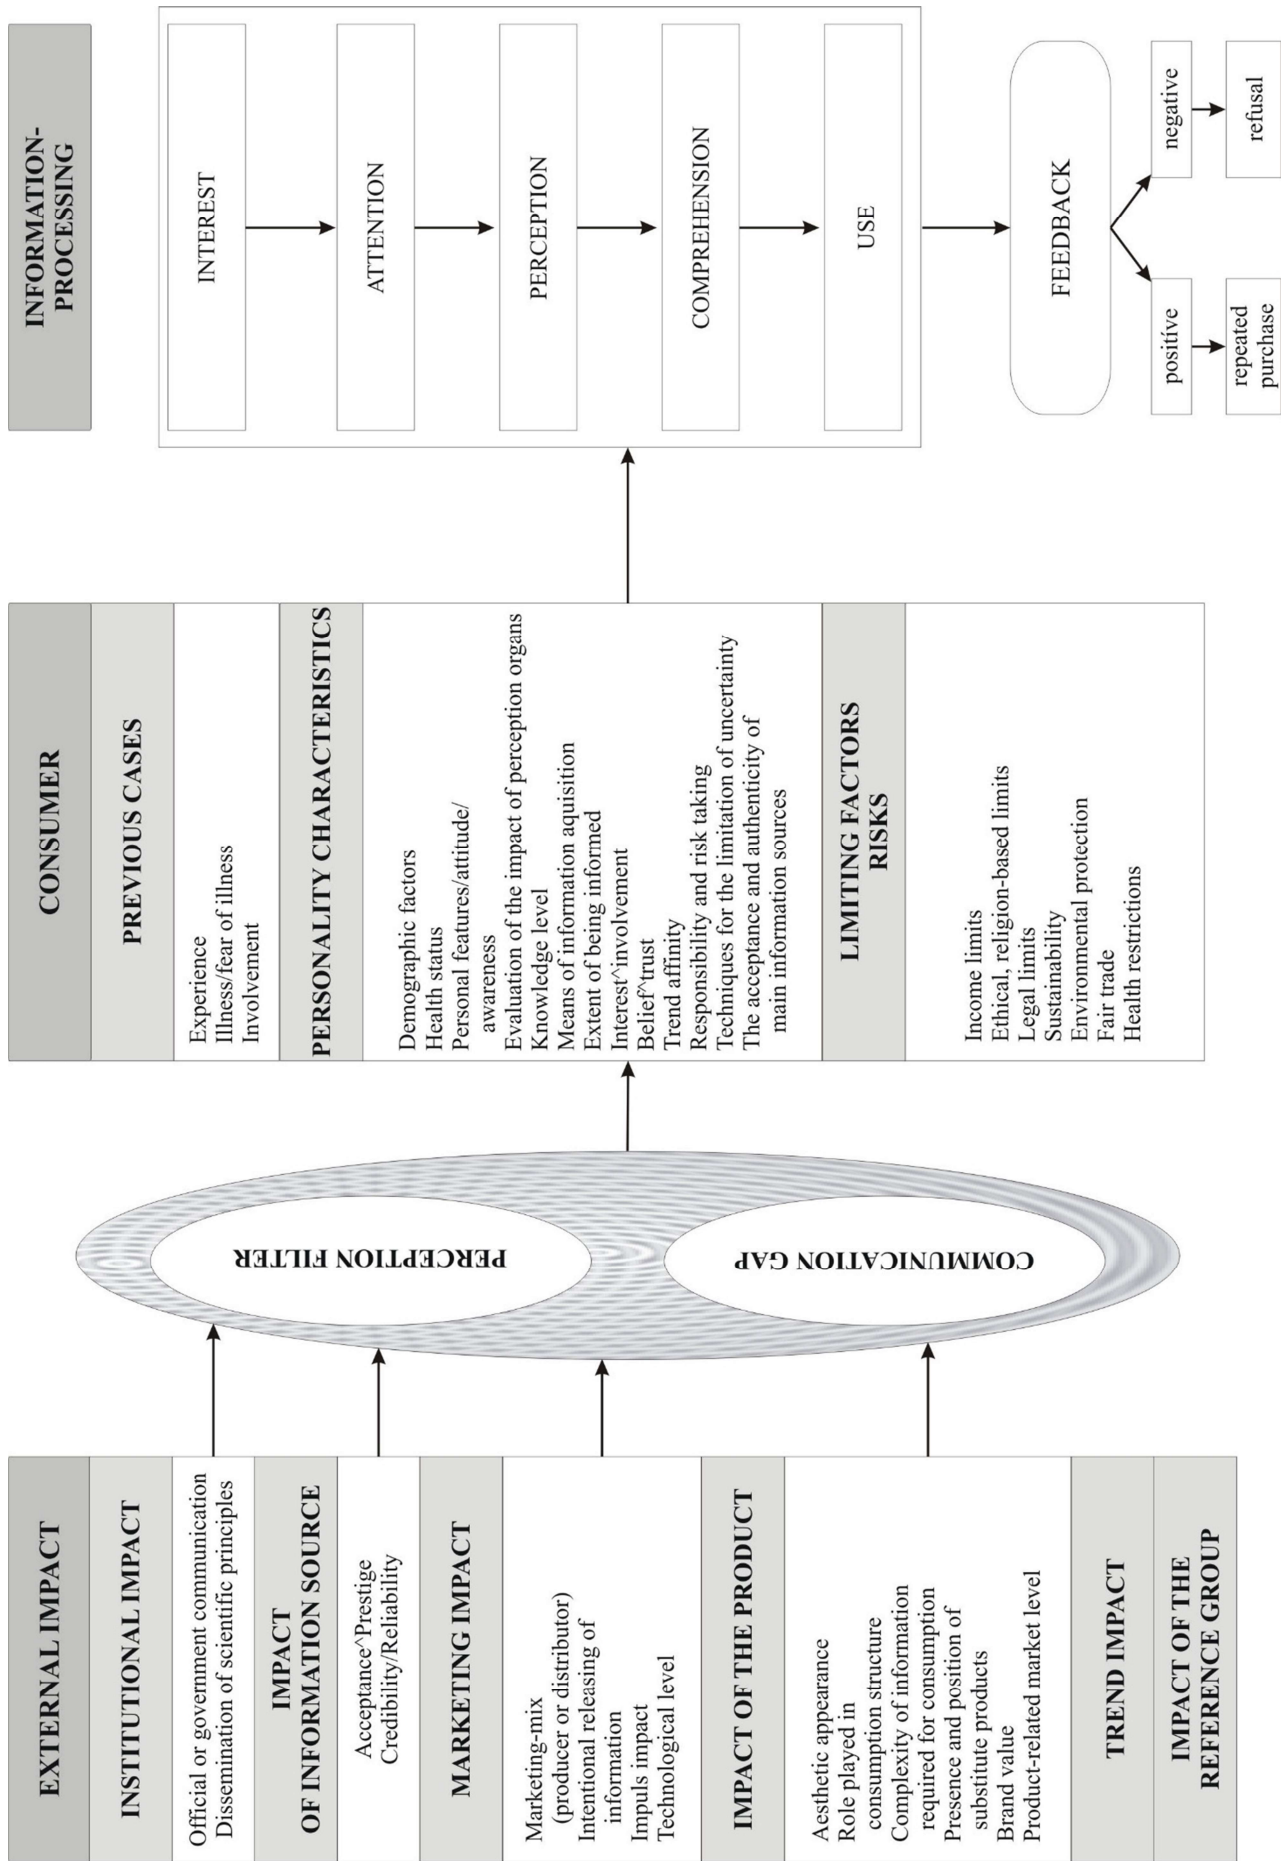 EXTERNAL IMPACT
INSTITUTIONAL IMPACT
Official or government communication
Dissemination of scientific principles
IMPACT
OF INFORMATION SOURCE
Acceptance^Prestige
Credibility/Reliability
MARKETING IMPACT
Marketing-mix
(producer or distributor)
Intentional releasing of
information
Impuls impact
Technological level
IMPACT OF THE PRODUCT
Aesthetic appearance
Role played in
consumption structure
Complexity of information
required for consumption
Presence and position of
substitute products
Brand value
Product-related market level
TREND IMPACT
IMPACT OF THE
REFERENCE GROUP
PERCEPTION FILTER
COMMUNICATION GAP
CONSUMER
PREVIOUS CASES
Experience
Illness/fear of illness
Involvement
PERSONALITY CHARACTERISTICS
Demographic factors
Health status
Personal features/attitude/
awareness
Evaluation of the impact of perception organs
Knowledge level
Means of information aquisition
Extent of being informed
Interest^involvement
Belief^trust
Trend affinity
Responsibility and risk taking
Techniques for the limitation of uncertainty
The acceptance and authenticity of
main information sources
LIMITING FACTORS
RISKS
Income limits
Ethical, religion-based limits
Legal limits
Sustainability
Environmental protection
Fair trade
Health restrictions
INFORMATION-
PROCESSING
INTEREST
ATTENTION
PERCEPTION
COMPREHENSION
USE
FEEDBACK
positive
negative
repeated
purchase
refusal